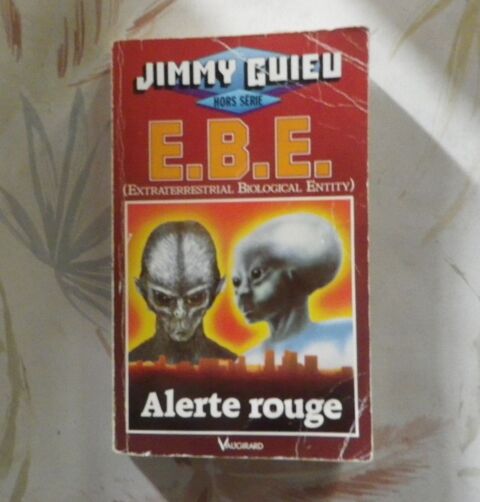 JIMMY GUIEU
HORS SÉRIE
E.B.E.
(EXTRATERRESTRIAL BIOLOGICAL ENTITY)
Alerte rouge
VAUGIRARD